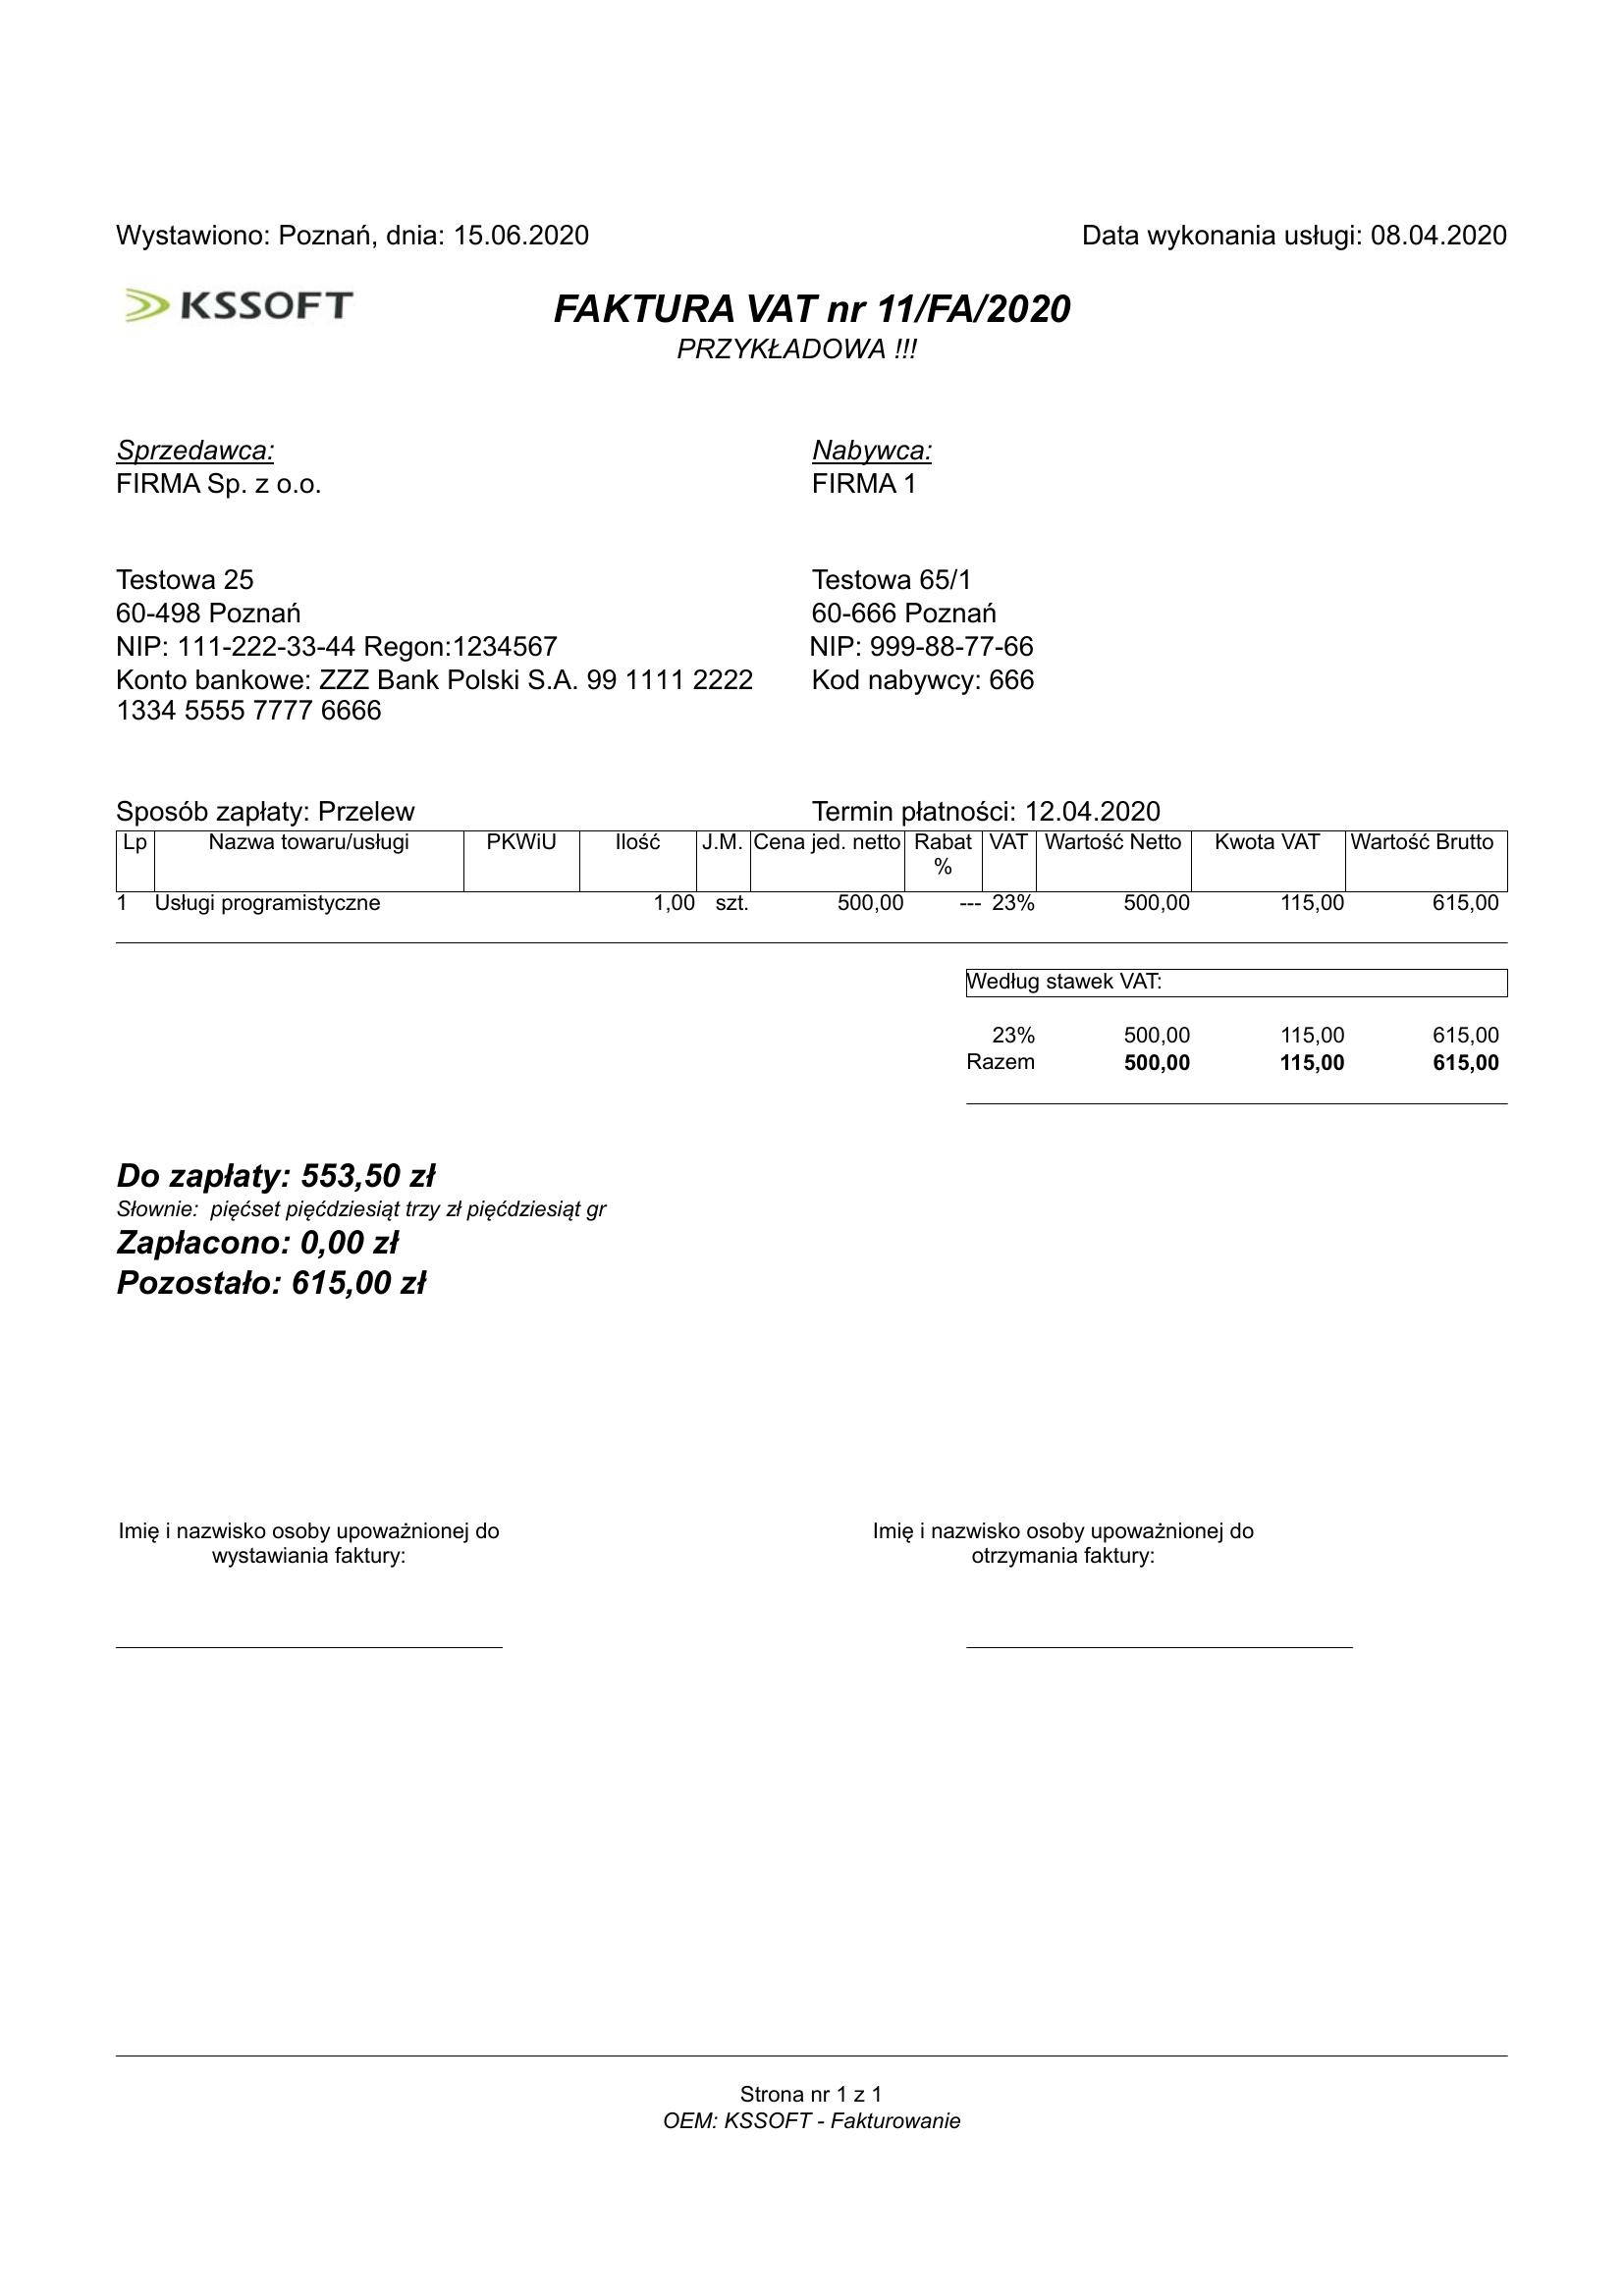 Wystawiono: Poznań, dnia: 15.06.2020 Data wykonania usługi: 08.04.2020
KSSOFT
FAKTURA VAT nr 11/FA/2020
PRZYKŁADOWA !!!
Sprzedawca:
FIRMA Sp. z o.o.
Testowa 25
60-498 Poznań
NIP: 111-222-33-44 Regon:1234567
Konto bankowe: ZZZ Bank Polski S.A. 99 1111 2222
1334 5555 7777 6666
Nabywca:
FIRMA 1
Testowa 65/1
60-666 Poznań
NIP: 999-88-77-66
Kod nabywcy: 666
Sposób zapłaty: Przelew Termin płatności: 12.04.2020
Lp Nazwa towaru/usługi PKWiU Ilość J.M. Cena jed. netto Rabat % VAT Wartość Netto Kwota VAT Wartość Brutto
1 Usługi programistyczne 1,00 szt. 500,00 --- 23% 500,00 115,00 615,00
Według stawek VAT:
23% 500,00 115,00 615,00
Razem 500,00 115,00 615,00
Do zapłaty: 553,50 zł
Słownie: pięćset pięćdziesiąt trzy zł pięćdziesiąt gr
Zapłacono: 0,00 zł
Pozostało: 615,00 zł
Imię i nazwisko osoby upoważnionej do
wystawiania faktury:
Imię i nazwisko osoby upoważnionej do
otrzymania faktury:
Strona nr 1 z 1
OEM: KSSOFT - Fakturowanie